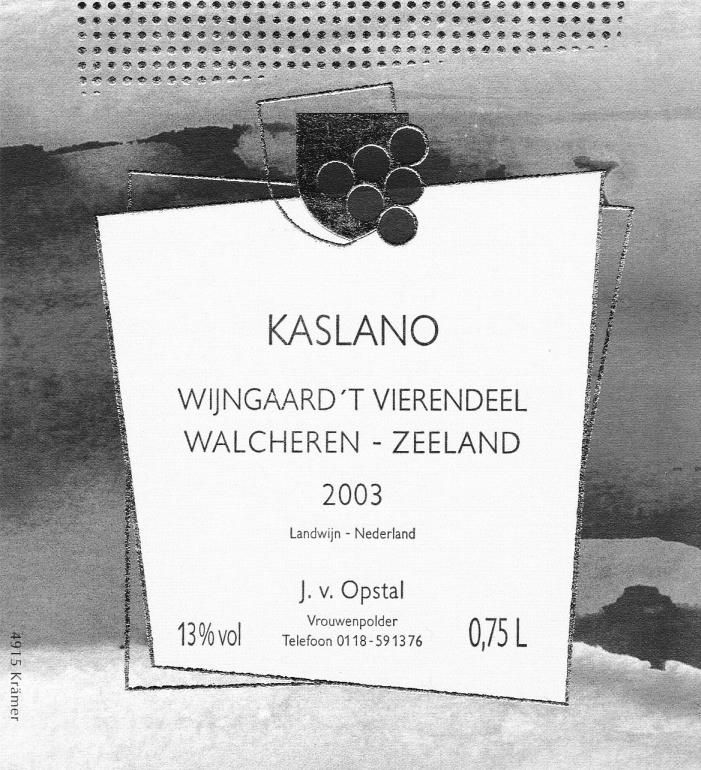 KASLANO
WIJNGAARD´T VIERENDEEL
WALCHEREN - ZEELAND
2003
Landwijn - Nederland
J. v. Opstal
Vrouwenpolder
13% vol
Telefoon 0118-591376
0,75 L
4915 Krämer